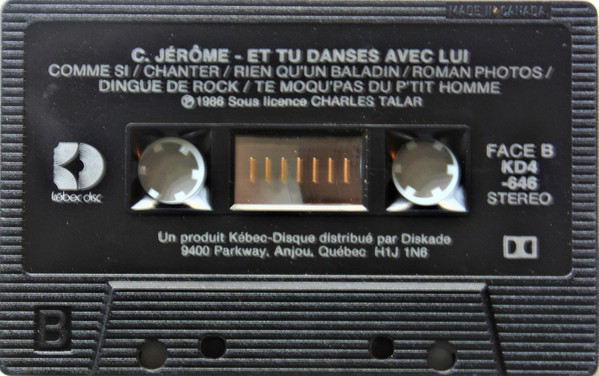 MADE IN CANADA
C. JÉRÔME - ET TU DANSES AVEC LUI
COMME SI / CHANTER / RIEN QU'UN BALADIN / ROMAN PHOTOS /
DINGUE DE ROCK / TE MOQU'PAS DU P'TIT HOMME
℗1986 Sous licence CHARLES TALAR
kébec disc
FACE B
KD4
-646
STEREO
Un produit Kébec-Disque distribué par Diskade
9400 Parkway, Anjou, Québec H1J 1N6
B